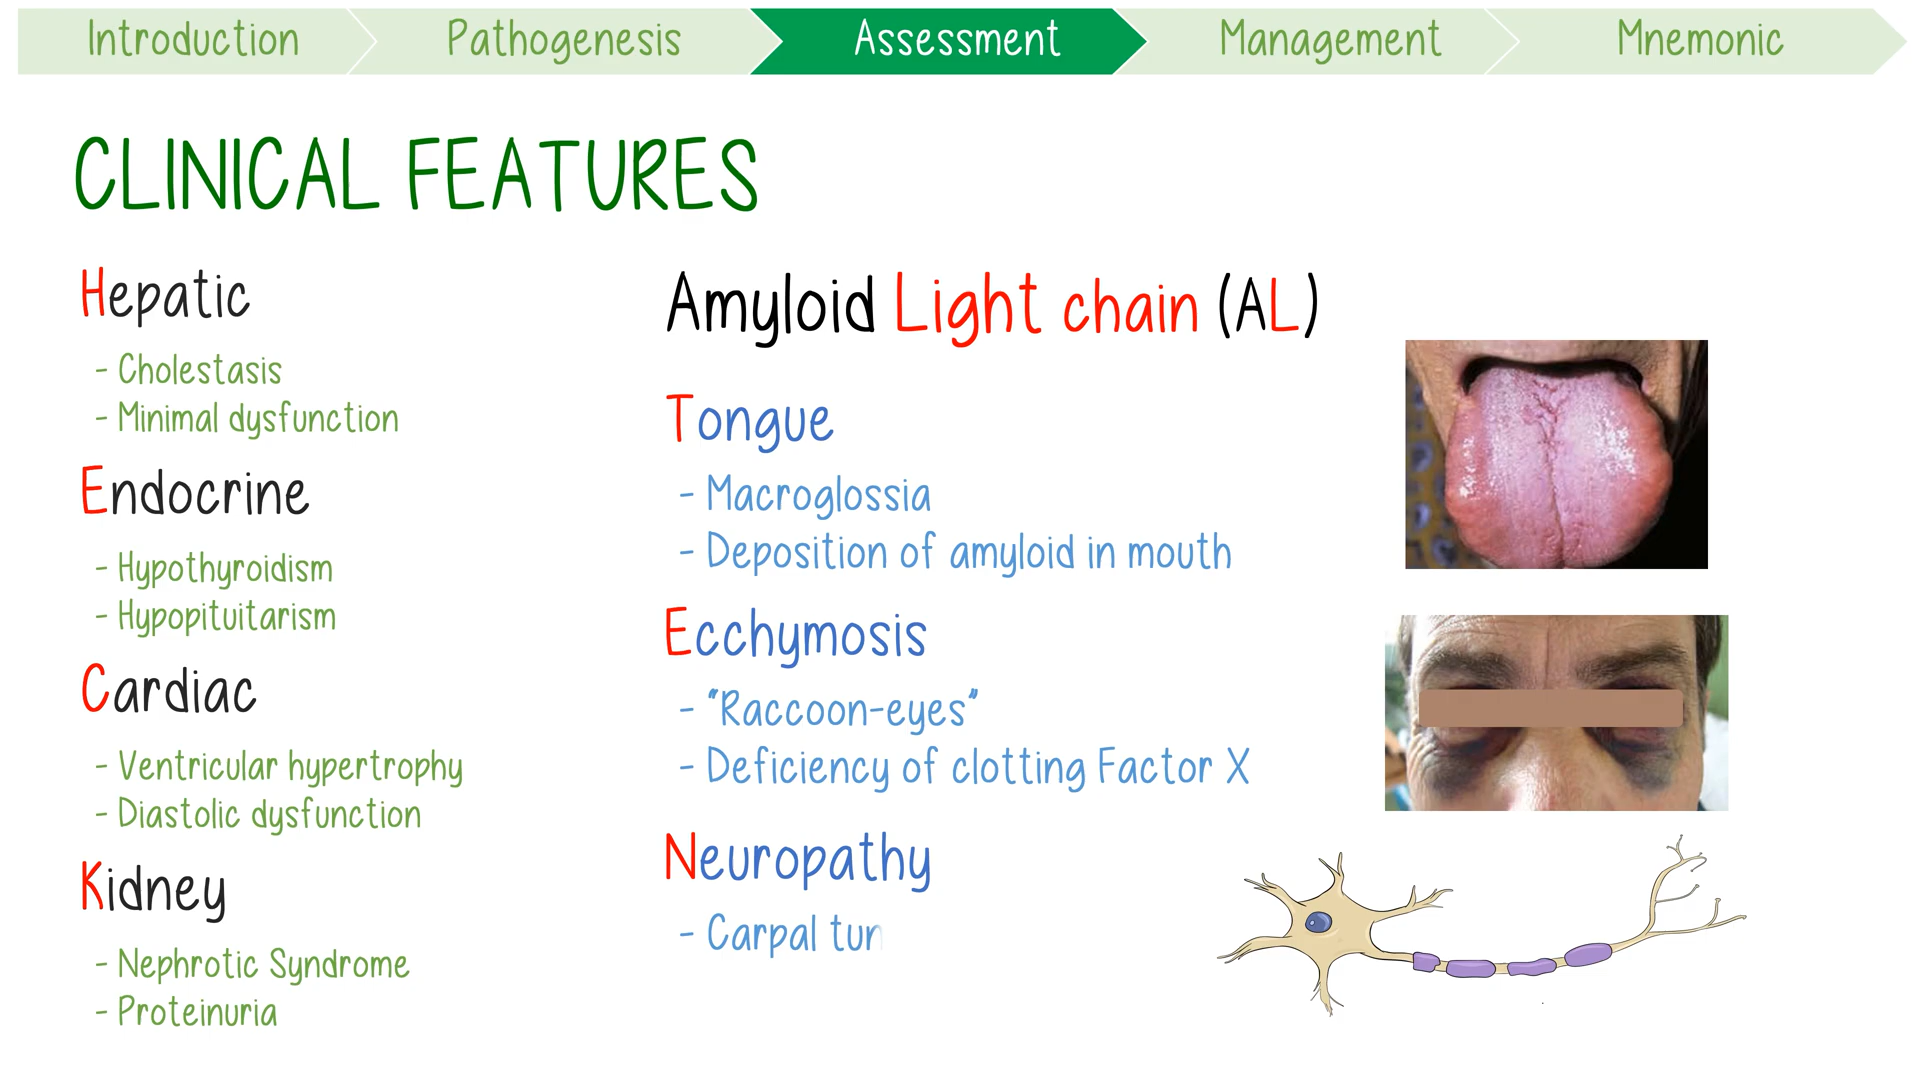 Introduction
Pathogenesis
Assessment
Management
Mnemonic
CLINICAL FEATURES
Hepatic
- Cholestasis
- Minimal dysfunction
Endocrine
- Hypothyroidism
- Hypopituitarism
Cardiac
- Ventricular hypertrophy
- Diastolic dysfunction
Kidney
- Nephrotic Syndrome
- Proteinuria
Amyloid Light chain (AL)
Tongue
- Macroglossia
- Deposition of amyloid in mouth
Ecchymosis
- "Raccoon-eyes"
- Deficiency of clotting Factor X
Neuropathy
- Carpal tun